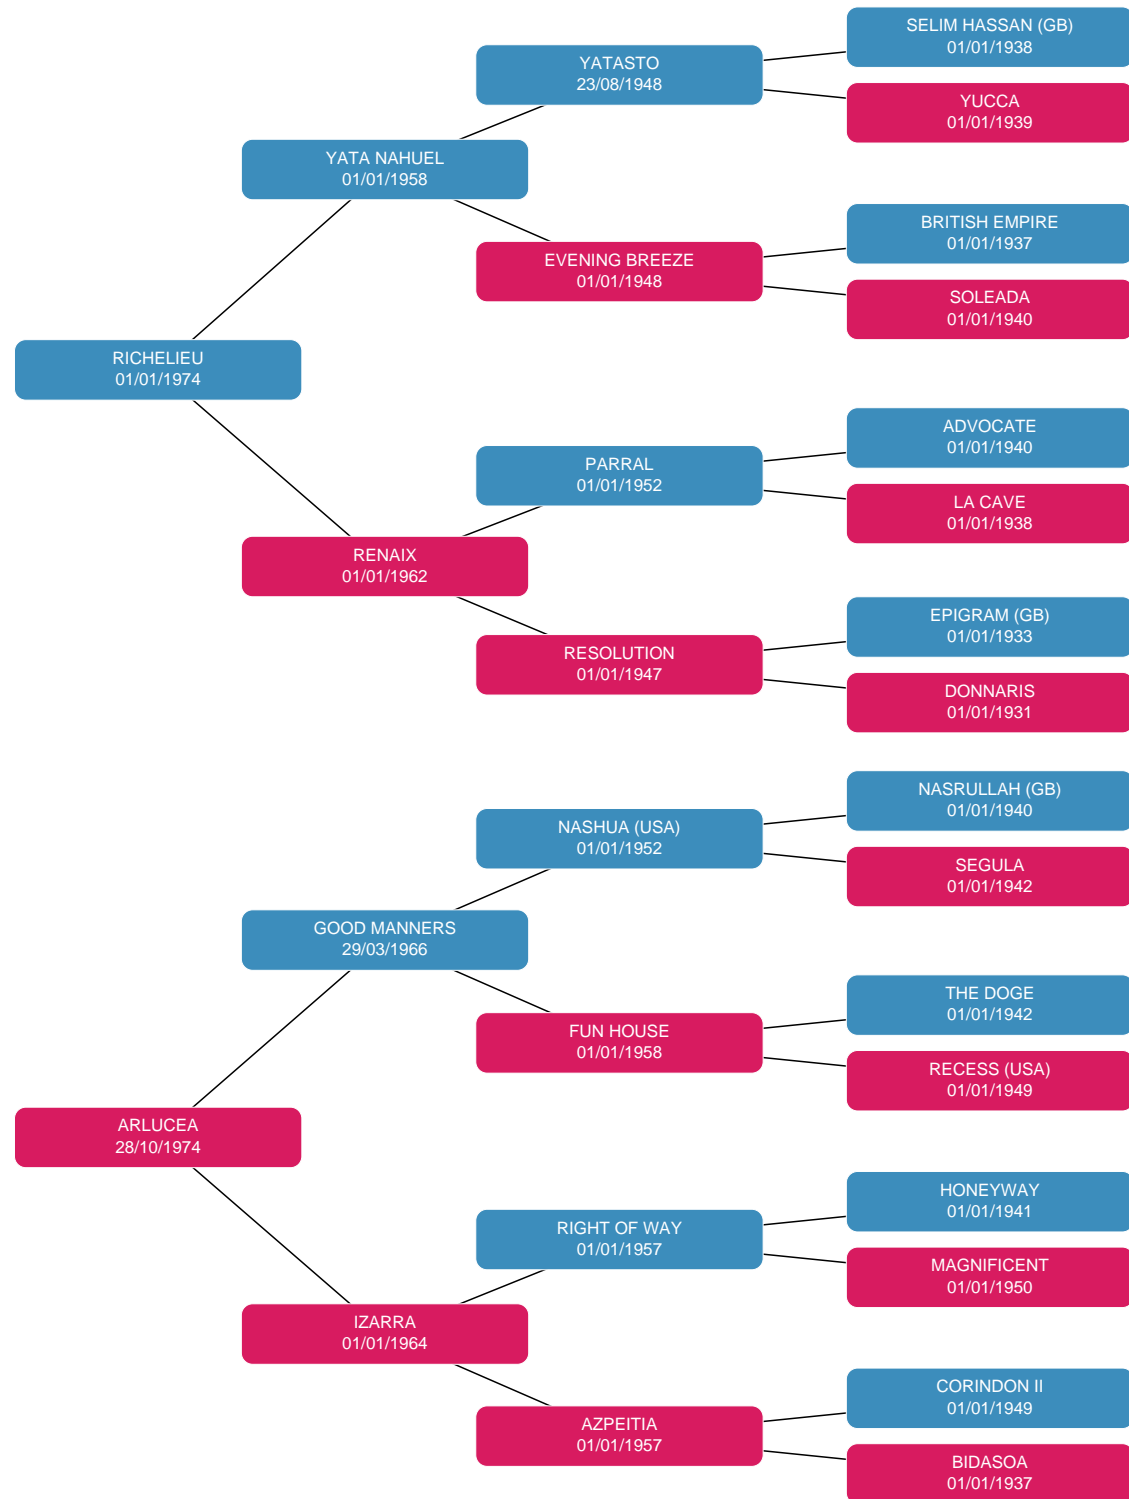 SELIM HASSAN (GB)
01/01/1938
YATASTO
23/08/1948
YUCCA
01/01/1939
YATA NAHUEL
01/01/1958
BRITISH EMPIRE
01/01/1937
EVENING BREEZE
01/01/1948
SOLEADA
01/01/1940
RICHELIEU
01/01/1974
ADVOCATE
01/01/1940
PARRAL
01/01/1952
LA CAVE
01/01/1938
RENAIX
01/01/1962
EPIGRAM (GB)
01/01/1933
RESOLUTION
01/01/1947
DONNARIS
01/01/1931
NASRULLAH (GB)
01/01/1940
NASHUA (USA)
01/01/1952
SEGULA
01/01/1942
GOOD MANNERS
29/03/1966
THE DOGE
01/01/1942
FUN HOUSE
01/01/1958
RECESS (USA)
01/01/1949
ARLUCEA
28/10/1974
HONEYWAY
01/01/1941
RIGHT OF WAY
01/01/1957
MAGNIFICENT
01/01/1950
IZARRA
01/01/1964
CORINDON II
01/01/1949
AZPEITIA
01/01/1957
BIDASOA
01/01/1937